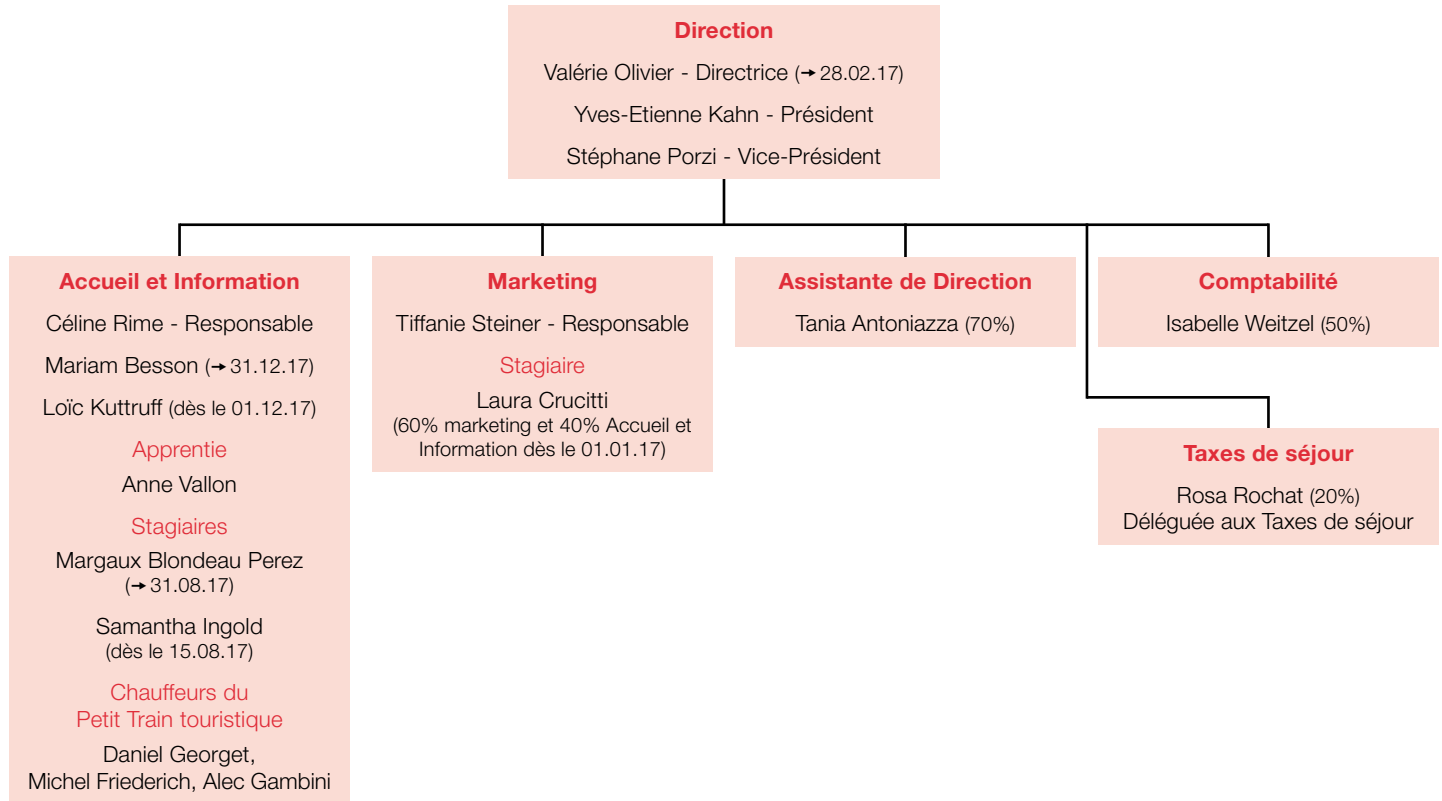 Direction
Valérie Olivier - Directrice (→ 28.02.17)
Yves-Etienne Kahn - Président
Stéphane Porzi - Vice-Président
Accueil et Information
Céline Rime - Responsable
Mariam Besson (→ 31.12.17)
Loïc Kuttruff (dès le 01.12.17)
Apprentie
Anne Vallon
Stagiaires
Margaux Blondeau Perez
(→ 31.08.17)
Samantha Ingold
(dès le 15.08.17)
Chauffeurs du
Petit Train touristique
Daniel Georget,
Michel Friederich, Alec Gambini
Marketing
Tiffanie Steiner - Responsable
Stagiaire
Laura Crucitti
(60% marketing et 40% Accueil et
Information dès le 01.01.17)
Assistante de Direction
Tania Antoniazza (70%)
Comptabilité
Isabelle Weitzel (50%)
Taxes de séjour
Rosa Rochat (20%)
Déléguée aux Taxes de séjour